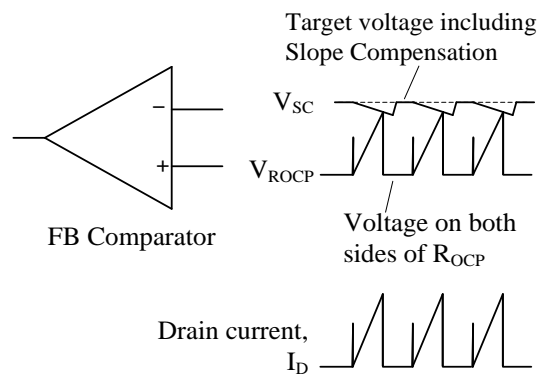 Target voltage including
Slope Compensation
V_SC
−
+
V_ROCP
FB Comparator
Voltage on both
sides of R_OCP
Drain current,
I_D